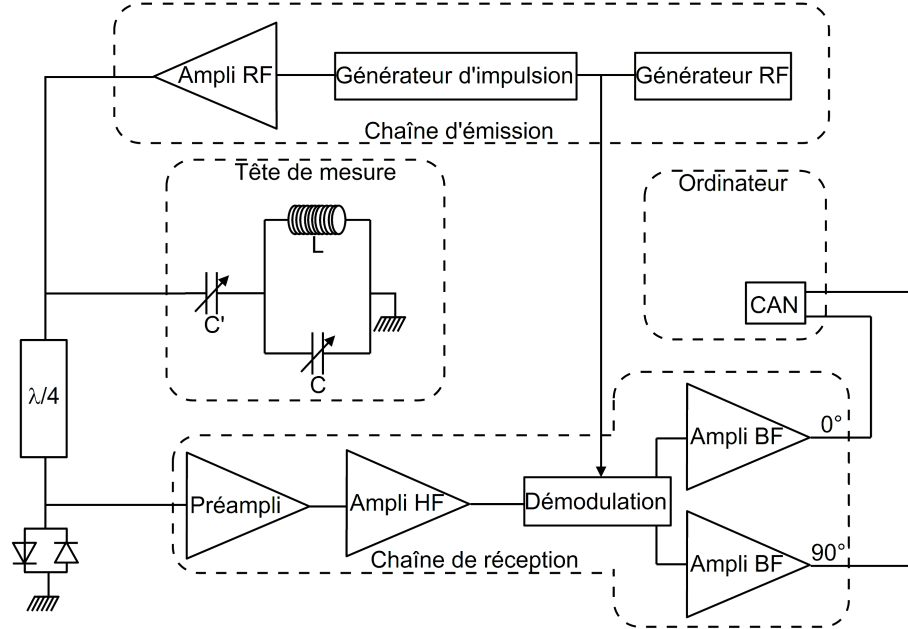 Ampli RF
Générateur d'impulsion
Générateur RF
Chaîne d'émission
Tête de mesure
Ordinateur
L
CAN
C'
C
λ/4
Ampli BF
0°
Préampli
Ampli HF
Démodulation
Chaîne de réception
Ampli BF
90°